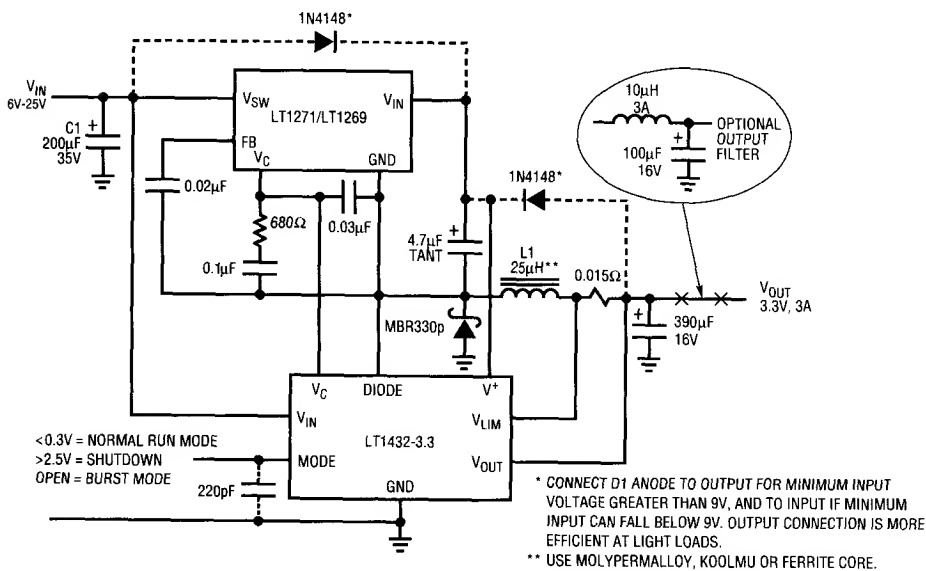 1N4148*
V_IN
6V-25V
C1
200µF
35V
+
V_SW
V_IN
LT1271/LT1269
FB
V_C
GND
0.02µF
680Ω
0.03µF
0.1µF
+
4.7µF
TANT
1N4148*
10µH
3A
+
100µF
16V
OPTIONAL
OUTPUT
FILTER
L1
25µH**
0.015Ω
V_OUT
3.3V, 3A
+
390µF
16V
MBR330p
V_C
DIODE
V+
V_IN
V_LIM
LT1432-3.3
MODE
V_OUT
GND
<0.3V = NORMAL RUN MODE
>2.5V = SHUTDOWN
OPEN = BURST MODE
220pF
* CONNECT D1 ANODE TO OUTPUT FOR MINIMUM INPUT
VOLTAGE GREATER THAN 9V, AND TO INPUT IF MINIMUM
INPUT CAN FALL BELOW 9V. OUTPUT CONNECTION IS MORE
EFFICIENT AT LIGHT LOADS.
** USE MOLYPERMALLOY, KOOLMU OR FERRITE CORE.